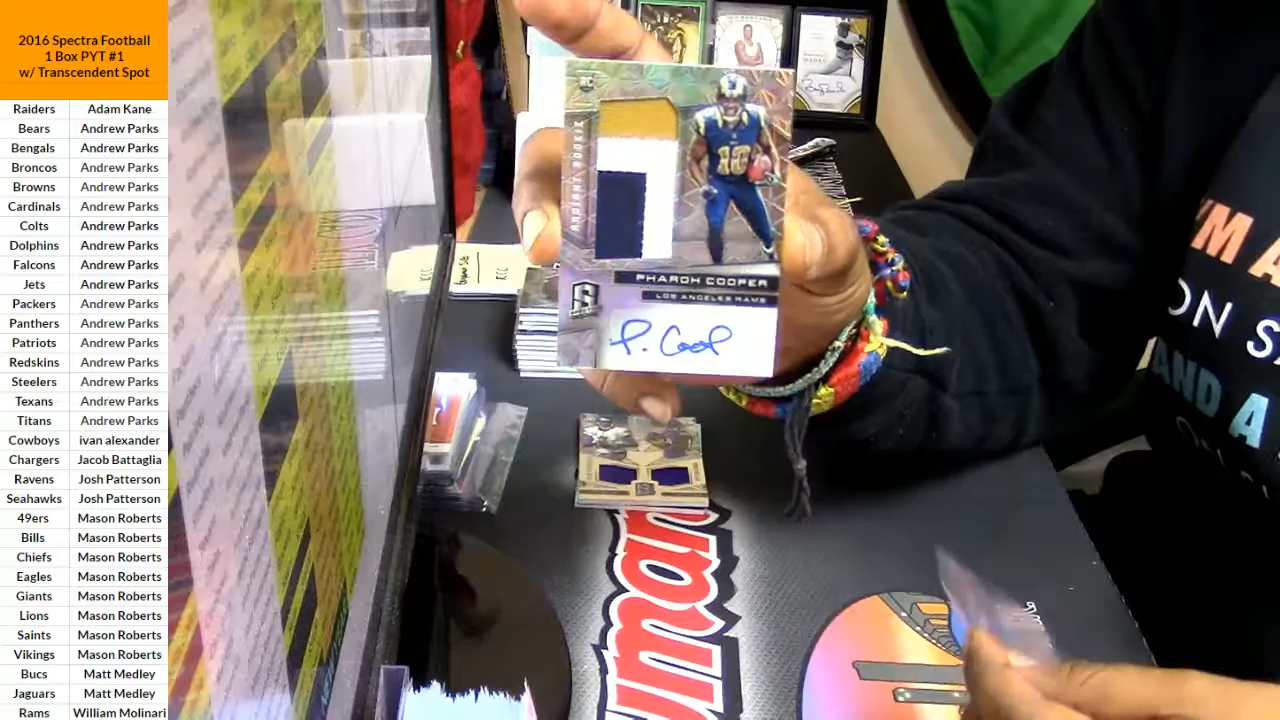 2016 Spectra Football
1 Box PYT #1
w/ Transcendent Spot
Raiders Adam Kane
Bears Andrew Parks
Bengals Andrew Parks
Broncos Andrew Parks
Browns Andrew Parks
Cardinals Andrew Parks
Colts Andrew Parks
Dolphins Andrew Parks
Falcons Andrew Parks
Jets Andrew Parks
Packers Andrew Parks
Panthers Andrew Parks
Patriots Andrew Parks
Redskins Andrew Parks
Steelers Andrew Parks
Texans Andrew Parks
Titans Andrew Parks
Cowboys ivan alexander
Chargers Jacob Battaglia
Ravens Josh Patterson
Seahawks Josh Patterson
49ers Mason Roberts
Bills Mason Roberts
Chiefs Mason Roberts
Eagles Mason Roberts
Giants Mason Roberts
Lions Mason Roberts
Saints Mason Roberts
Vikings Mason Roberts
Bucs Matt Medley
Jaguars Matt Medley
Rams William Molinari
RC
RADIANT ROOKIE
10
PHAROH COOPER
LOS ANGELES RAMS
S
P. Coop
ON S
AND A